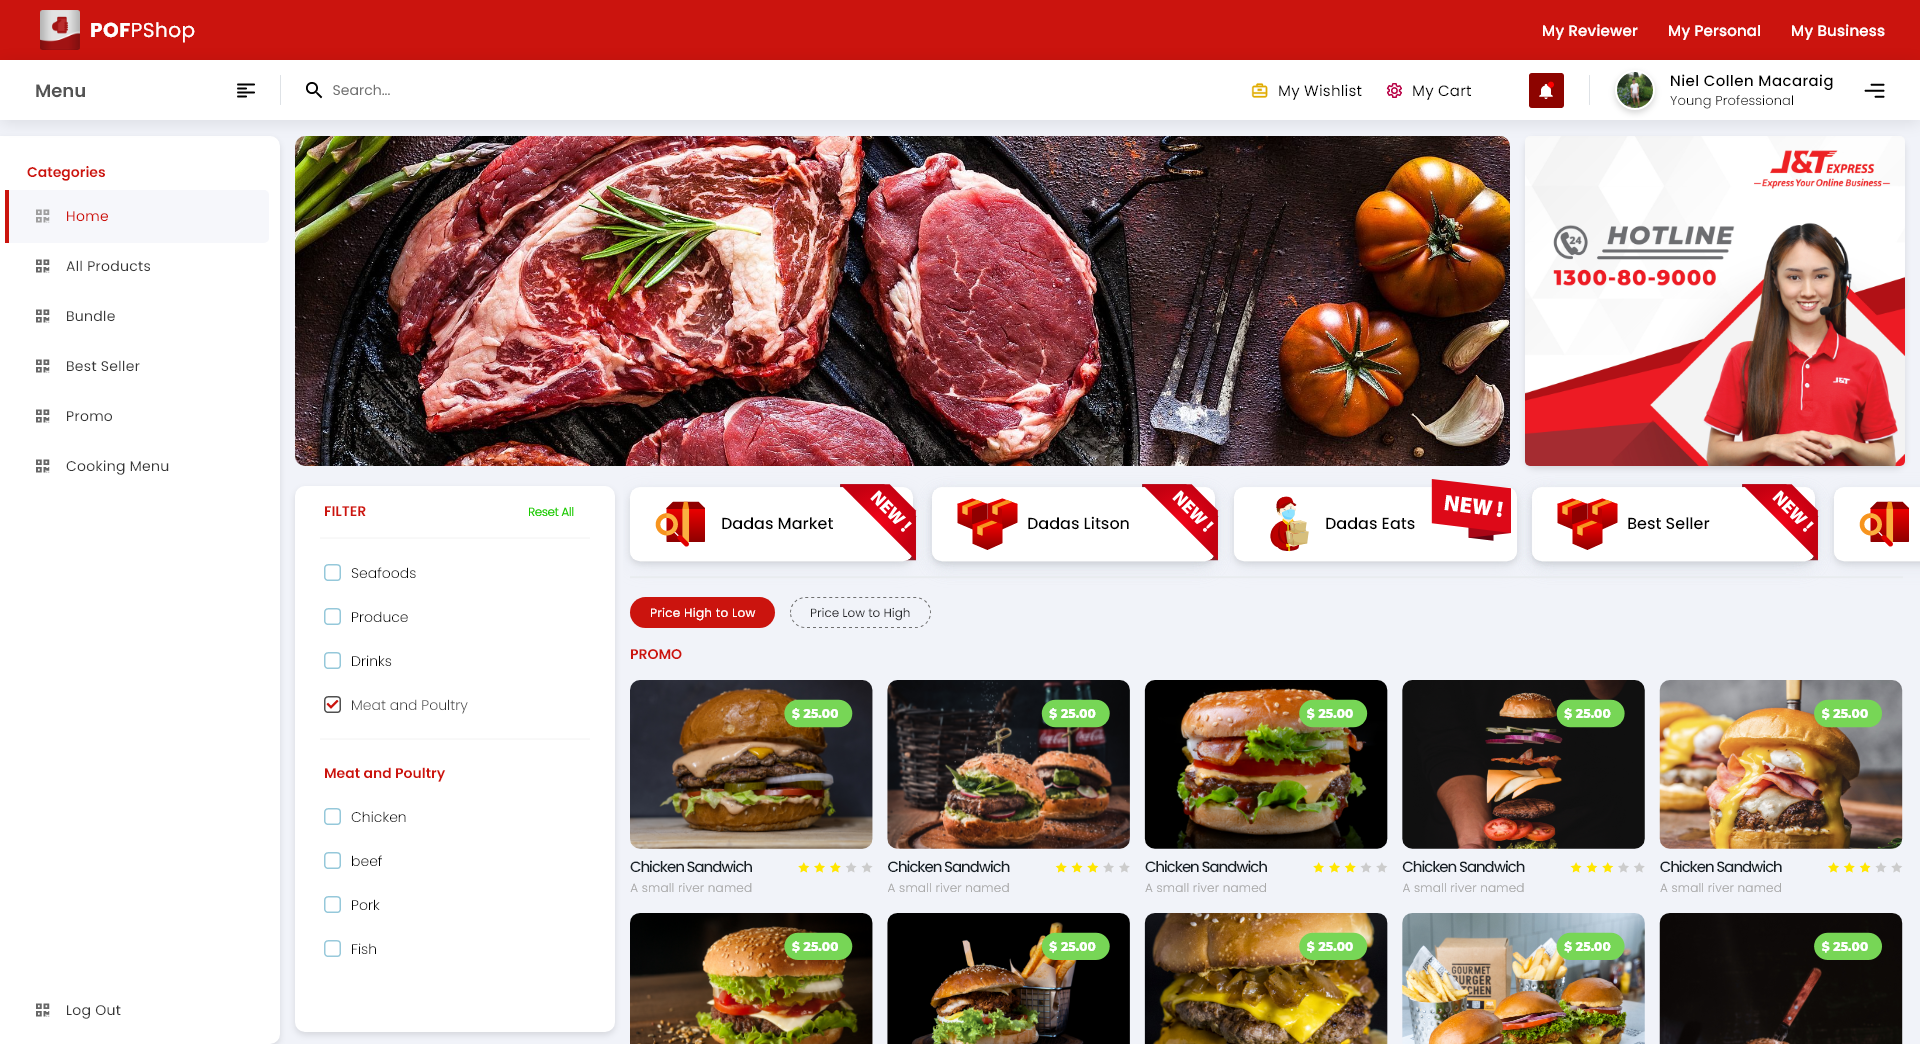 POFPShop
My Reviewer
My Personal
My Business
Menu
Search...
My Wishlist
My Cart
Niel Collen Macaraig
Young Professional
Categories
Home
All Products
Bundle
Best Seller
Promo
Cooking Menu
Log Out
J&T EXPRESS
Express Your Online Business
24
HOTLINE
1300-80-9000
J&T
FILTER
Reset All
Seafoods
Produce
Drinks
Meat and Poultry
Meat and Poultry
Chicken
beef
Pork
Fish
Dadas Market
NEW!
Dadas Litson
NEW!
Dadas Eats
NEW!
Best Seller
NEW!
Price High to Low
Price Low to High
PROMO
$ 25.00
$ 25.00
$ 25.00
$ 25.00
$ 25.00
Chicken Sandwich
A small river named
Chicken Sandwich
A small river named
Chicken Sandwich
A small river named
Chicken Sandwich
A small river named
Chicken Sandwich
A small river named
$ 25.00
$ 25.00
$ 25.00
$ 25.00
$ 25.00
GOURMET
BURGER
KITCHEN